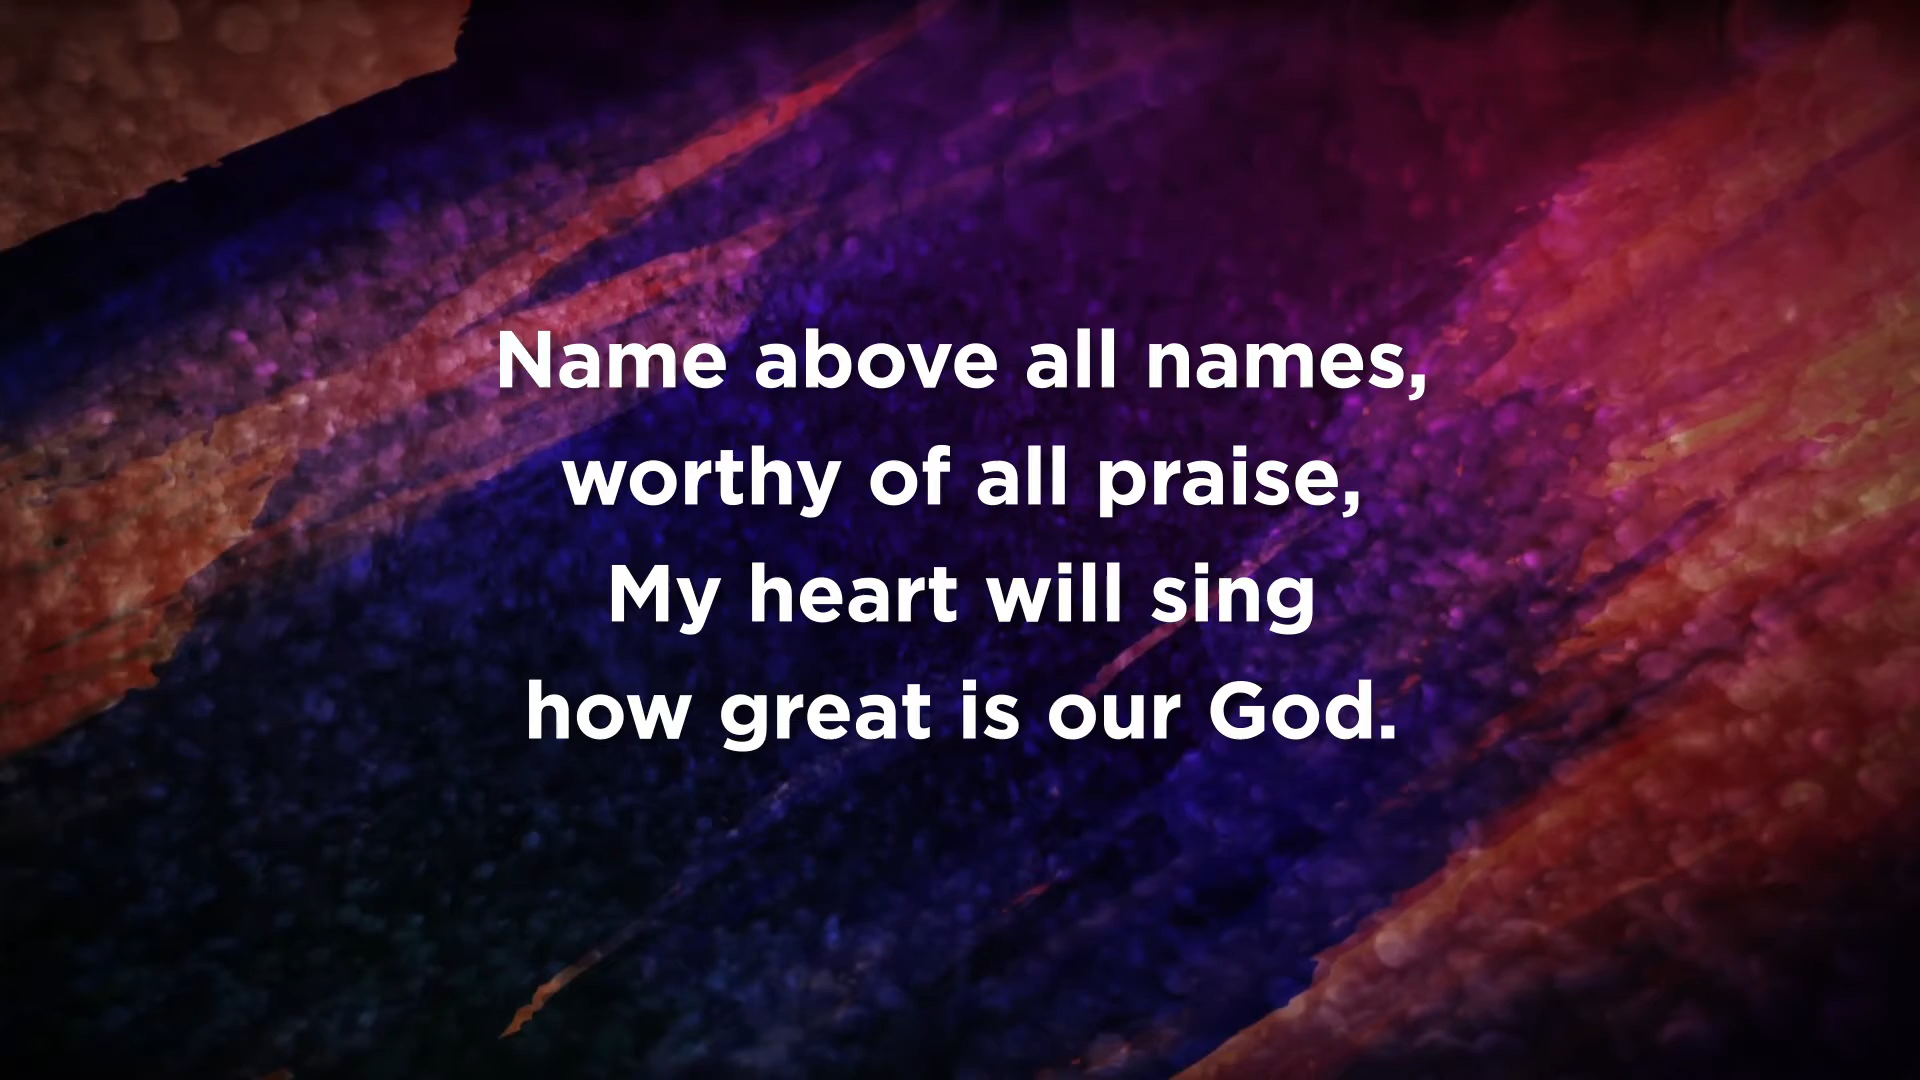 Name above all names,
worthy of all praise,
My heart will sing
how great is our God.